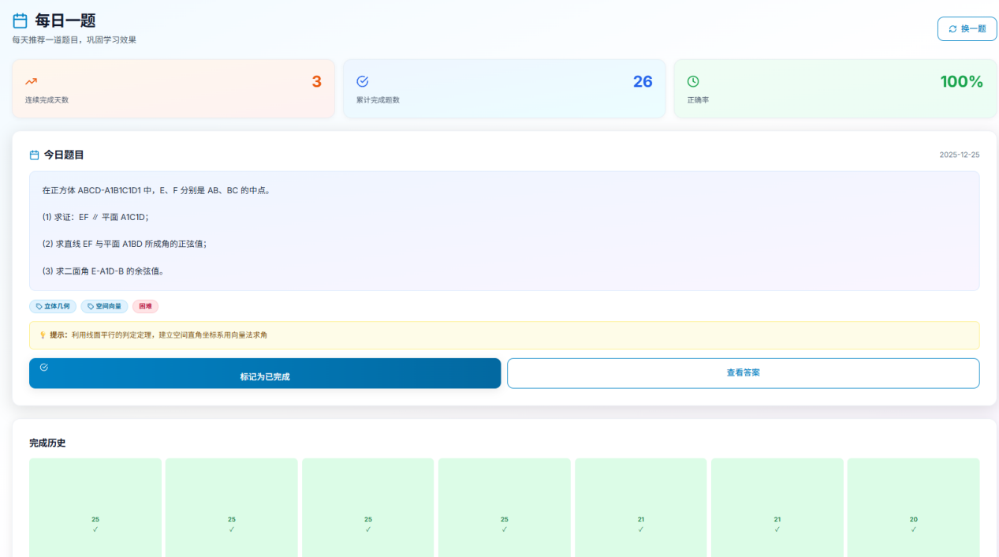 每日一题
每天推荐一道题目，巩固学习效果
换一题
3
连续完成天数
26
累计完成题数
100%
正确率
今日题目
2025-12-25
在正方体 ABCD-A1B1C1D1 中，E、F 分别是 AB、BC 的中点。
(1) 求证：EF ∥ 平面 A1C1D；
(2) 求直线 EF 与平面 A1BD 所成角的正弦值；
(3) 求二面角 E-A1D-B 的余弦值。
立体几何 空间向量 困难
提示：利用线面平行的判定定理，建立空间直角坐标系用向量法求角
标记为已完成
查看答案
完成历史
25 25 25 25 21 21 20
✓ ✓ ✓ ✓ ✓ ✓ ✓